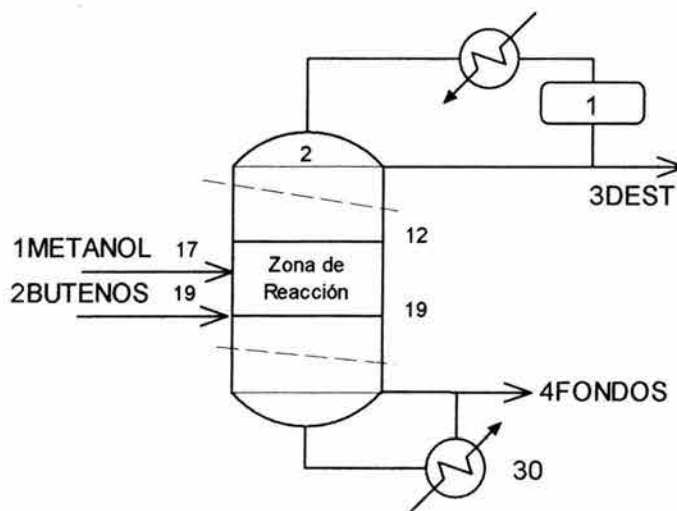 1
2
3DEST
12
1METANOL 17
Zona de
Reacción
2BUTENOS 19
19
4FONDOS
30